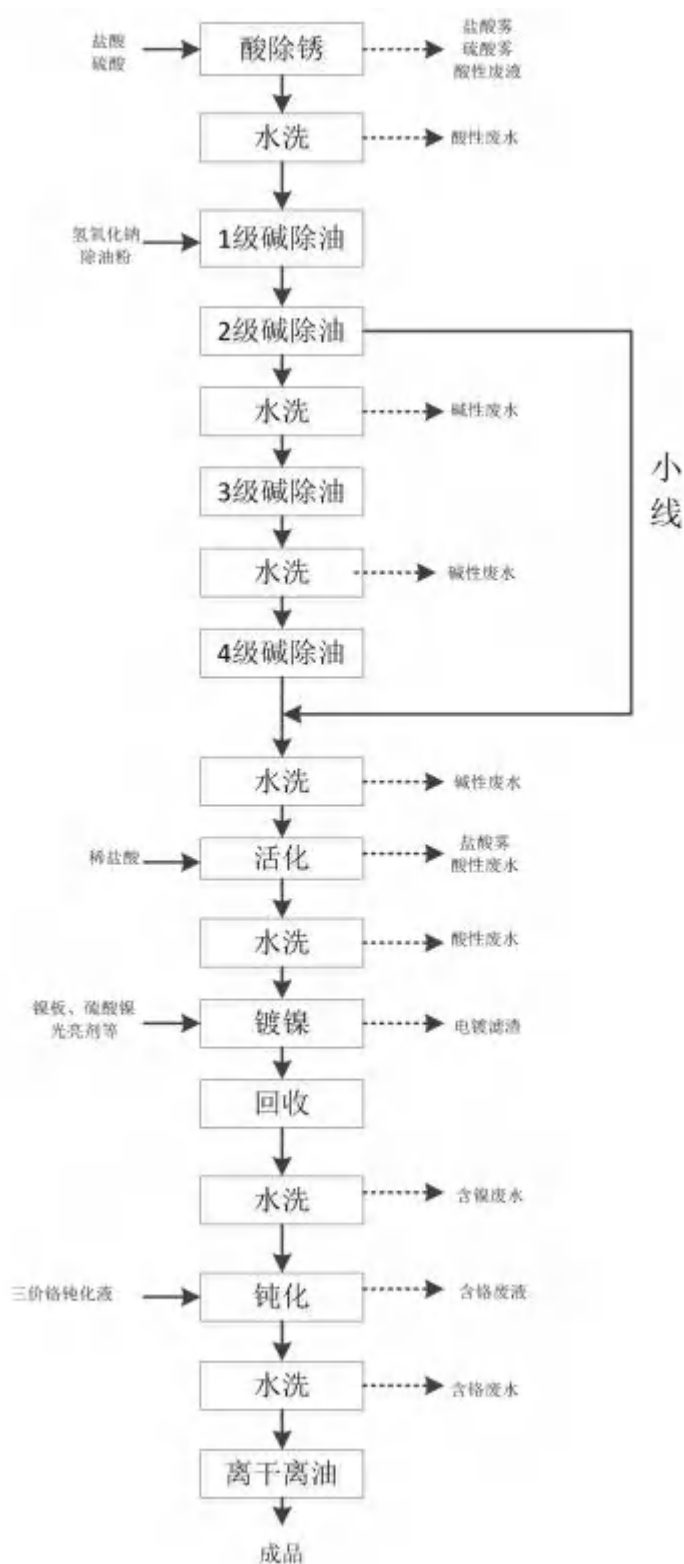 盐酸
硫酸
酸除锈
盐酸雾
硫酸雾
酸性废液
水洗
酸性废水
氢氧化钠
除油粉
1级碱除油
2级碱除油
水洗
碱性废水
小
线
3级碱除油
水洗
碱性废水
4级碱除油
水洗
碱性废水
稀盐酸
活化
盐酸雾
酸性废水
水洗
酸性废水
镍板、硫酸镍
光亮剂等
镀镍
电镀滤渣
回收
水洗
含镍废水
三价铬钝化液
钝化
含铬废液
水洗
含铬废水
离干离油
成品